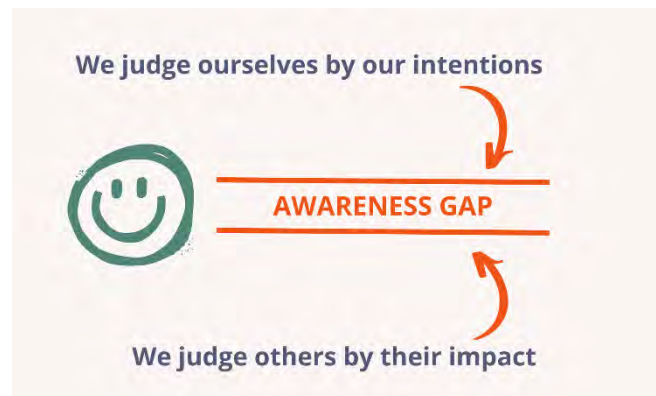 We judge ourselves by our intentions
AWARENESS GAP
We judge others by their impact